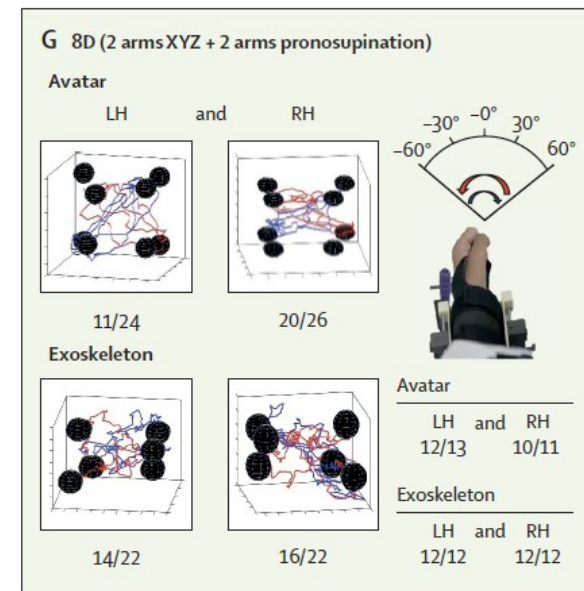 G 8D (2 arms XYZ + 2 arms pronosupination)
Avatar
LH and RH
11/24 20/26
Exoskeleton
14/22 16/22
−60° −30° −0° 30° 60°
Avatar
LH and RH
12/13 10/11
Exoskeleton
LH and RH
12/12 12/12